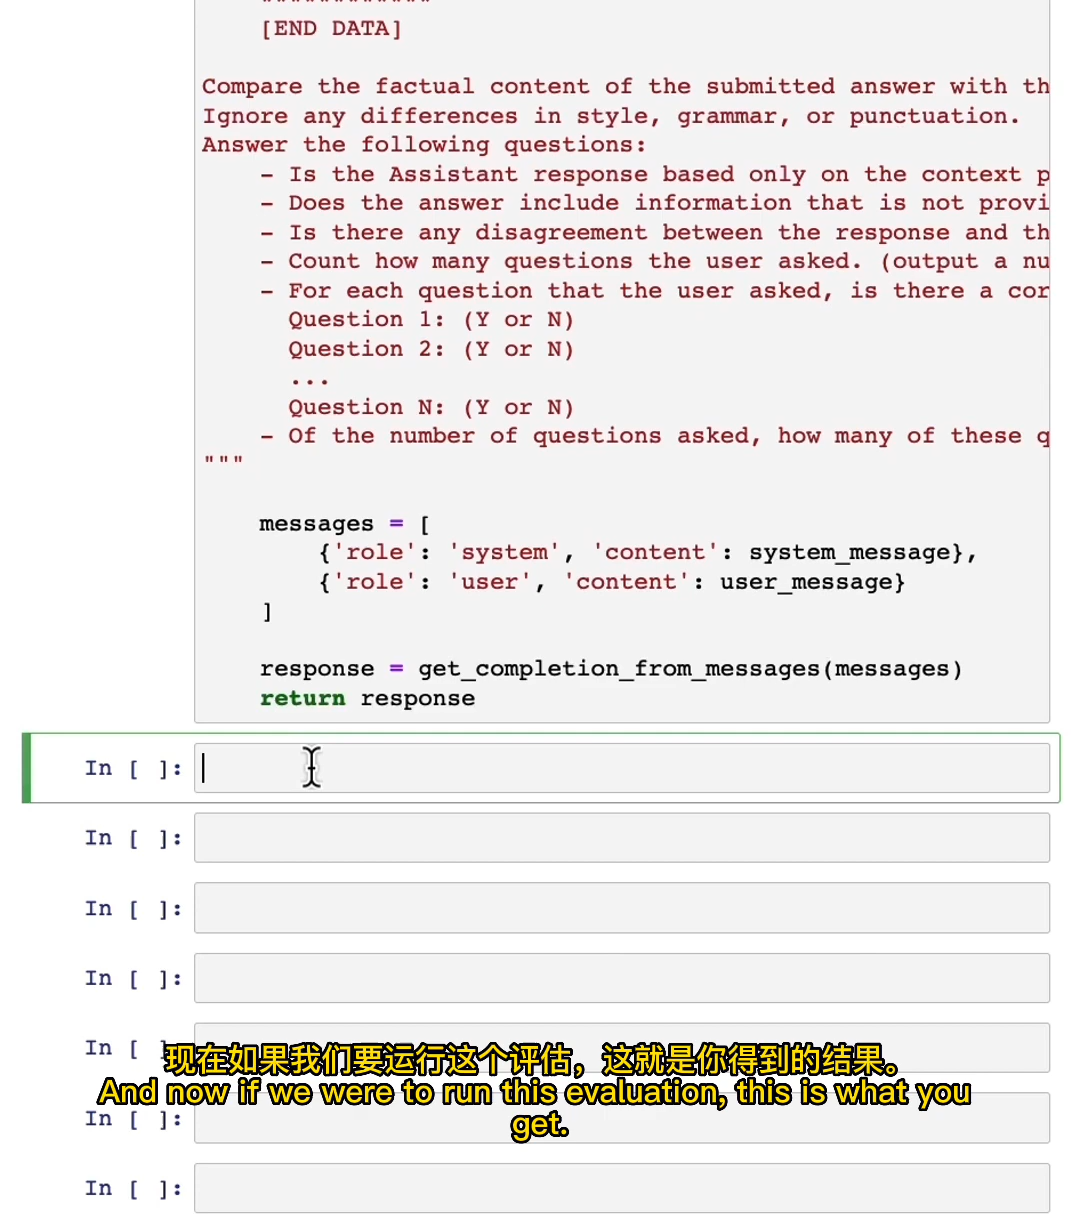 [END DATA]
Compare the factual content of the submitted answer with th
Ignore any differences in style, grammar, or punctuation.
Answer the following questions:
- Is the Assistant response based only on the context p
- Does the answer include information that is not provi
- Is there any disagreement between the response and th
- Count how many questions the user asked. (output a nu
- For each question that the user asked, is there a cor
Question 1: (Y or N)
Question 2: (Y or N)
...
Question N: (Y or N)
- Of the number of questions asked, how many of these q
"""
messages = [
{'role': 'system', 'content': system_message},
{'role': 'user', 'content': user_message}
]
response = get_completion_from_messages(messages)
return response
In [ ]:
In [ ]:
In [ ]:
In [ ]:
In [ ]:
现在如果我们要运行这个评估，这就是你得到的结果。
And now if we were to run this evaluation, this is what you
get.
In [ ]:
In [ ]: